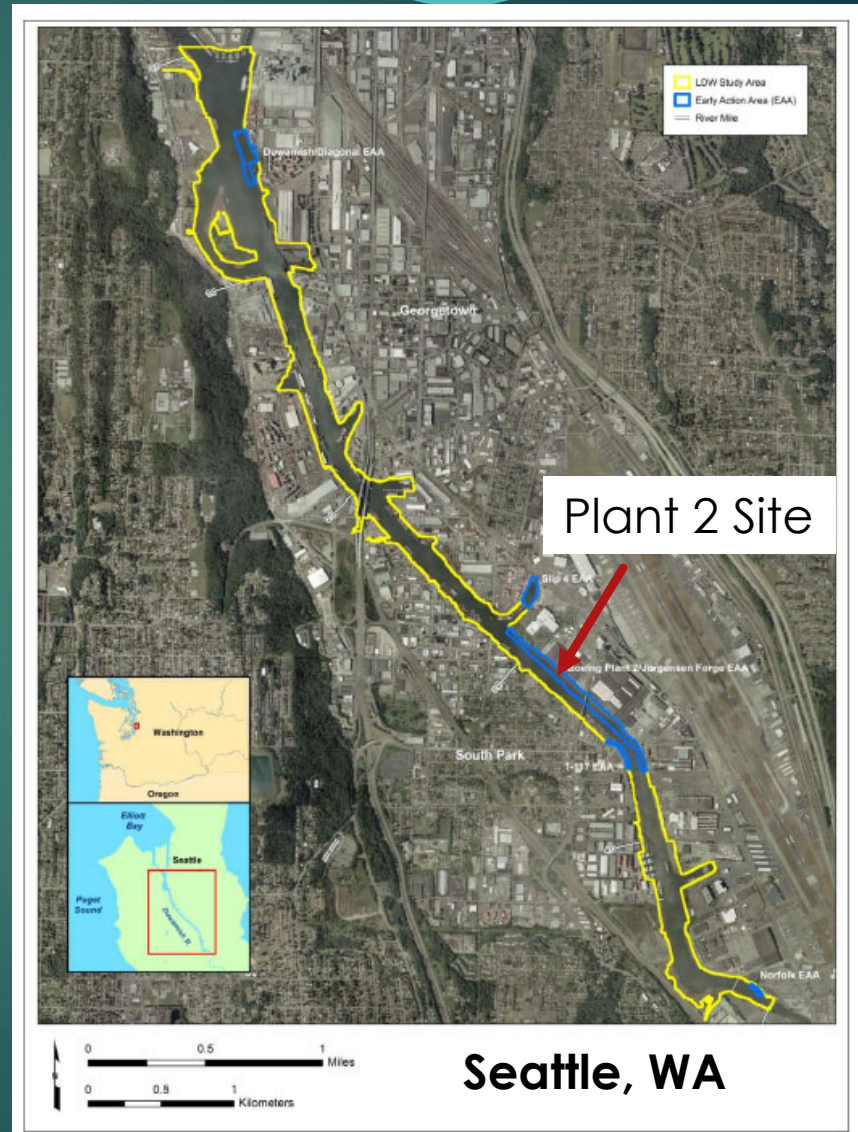 LDW Study Area
Early Action Area (EAA)
River Mile
Duwamish/Diagonal EAA
Georgetown
Plant 2 Site
Slip 4 EAA
Boeing Plant 2/Jorgensen Forge EAA
South Park
T-117 EAA
Norfolk EAA
Washington
Oregon
Elliott
Bay
Seattle
Puget
Sound
Duwamish R.
N
0 0.5 1
Miles
0 0.5 1
Kilometers
Seattle, WA